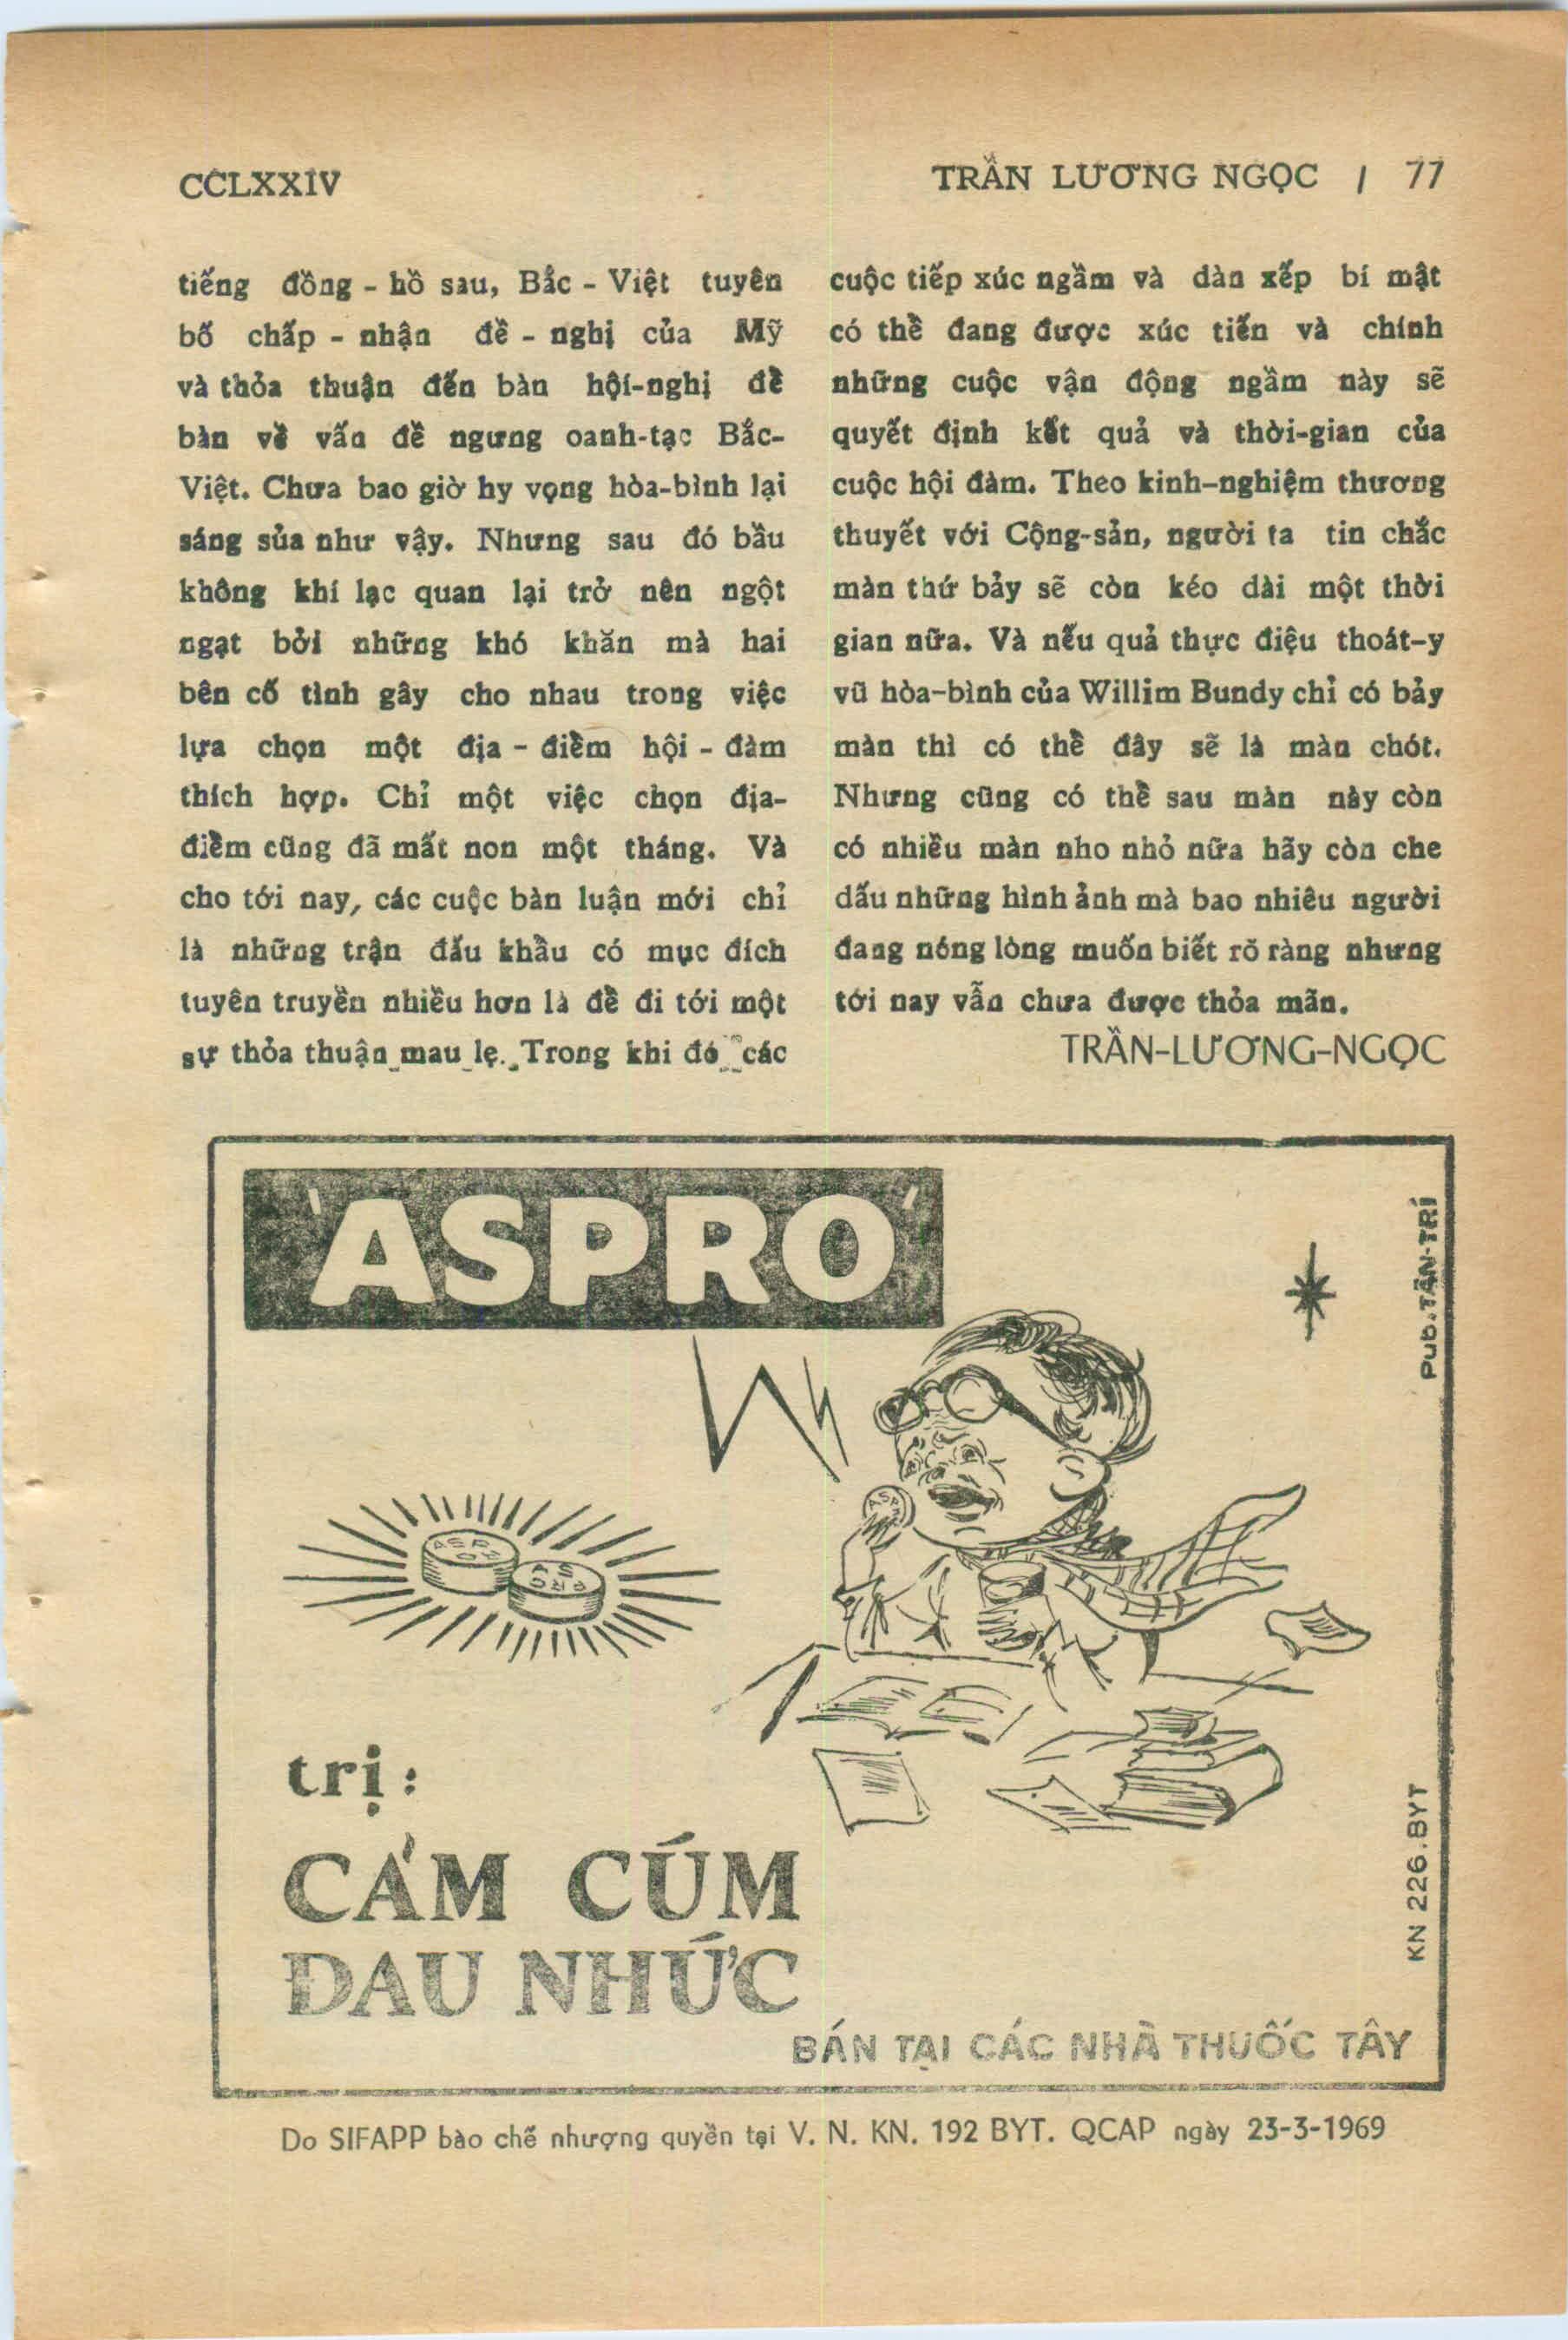 CCLXXIV
TRẦN LƯƠNG NGỌC / 77
tiếng đồng - hồ sau, Bắc - Việt tuyên
bố chấp - nhận đề - nghị của Mỹ
và thỏa thuận đến bàn hội-nghị để
bàn về vấn đề ngưng oanh-tạc Bắc-
Việt. Chưa bao giờ hy vọng hòa-bình lại
sáng sủa như vậy. Nhưng sau đó bầu
không khí lạc quan lại trở nên ngột
ngạt bởi những khó khăn mà hai
bên cố tình gây cho nhau trong việc
lựa chọn một địa - điểm hội - đàm
thích hợp. Chỉ một việc chọn địa-
điểm cũng đã mất non một tháng. Và
cho tới nay, các cuộc bàn luận mới chỉ
là những trận đấu khẩu có mục đích
tuyên truyền nhiều hơn là để đi tới một
sự thỏa thuận mau lẹ. Trong khi đó các
cuộc tiếp xúc ngầm và dàn xếp bí mật
có thể đang được xúc tiến và chính
những cuộc vận động ngầm này sẽ
quyết định kết quả và thời-gian của
cuộc hội đàm. Theo kinh-nghiệm thương
thuyết với Cộng-sản, người ta tin chắc
màn thứ bảy sẽ còn kéo dài một thời
gian nữa. Và nếu quả thực điệu thoát-y
vũ hòa-bình của Willim Bundy chỉ có bảy
màn thì có thể đây sẽ là màn chót.
Nhưng cũng có thể sau màn này còn
có nhiều màn nho nhỏ nữa hãy còn che
dấu những hình ảnh mà bao nhiêu người
đang nóng lòng muốn biết rõ ràng nhưng
tới nay vẫn chưa được thỏa mãn.
TRẦN-LƯƠNG-NGỌC
'ASPRO'
Pub. TÂN-TRÍ
ASPRO
ASPRO
trị:
CẢM CÚM
ĐAU NHỨC
KN 226.BYT
BÁN TẠI CÁC NHÀ THUỐC TÂY
Do SIFAPP bào chế nhượng quyền tại V. N. KN. 192 BYT. QCAP ngày 23-3-1969